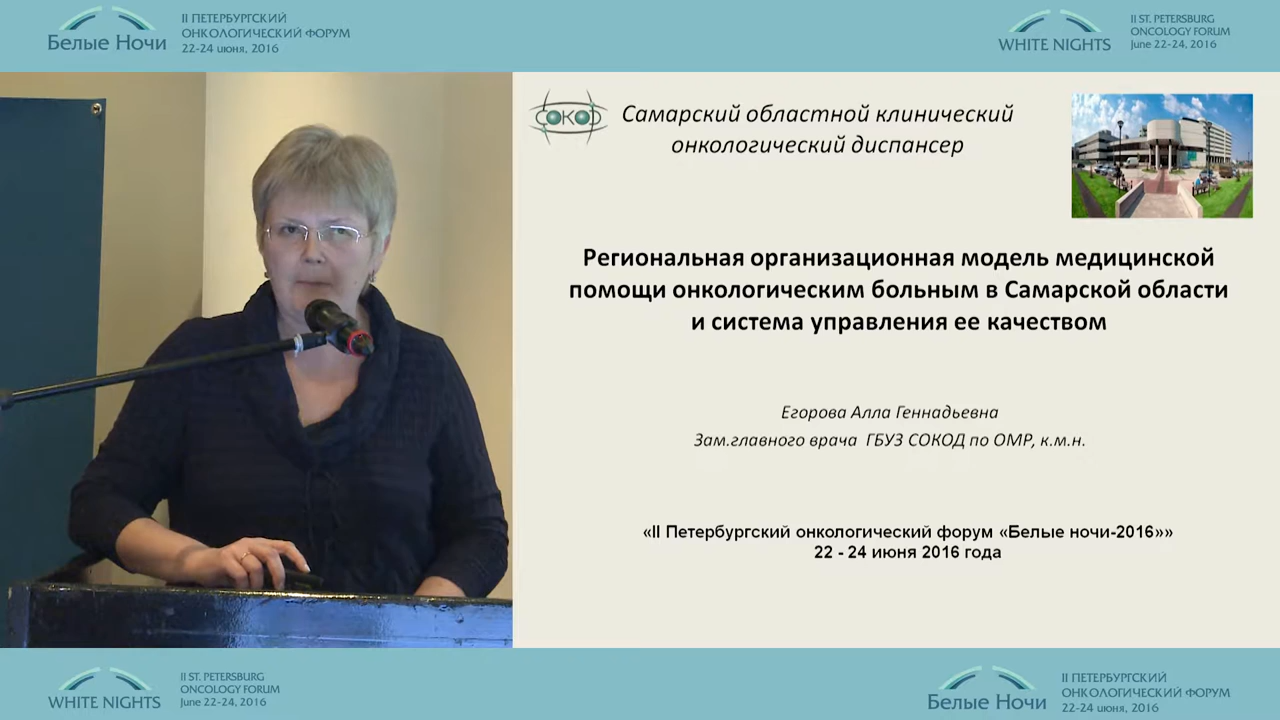 Белые Ночи
II ПЕТЕРБУРГСКИЙ
ОНКОЛОГИЧЕСКИЙ ФОРУМ
22-24 июня, 2016
WHITE NIGHTS
II ST. PETERSBURG
ONCOLOGY FORUM
June 22-24, 2016
СОКОД
Самарский областной клинический
онкологический диспансер
Региональная организационная модель медицинской
помощи онкологическим больным в Самарской области
и система управления ее качеством
Егорова Алла Геннадьевна
Зам.главного врача ГБУЗ СОКОД по ОМР, к.м.н.
«II Петербургский онкологический форум «Белые ночи-2016»»
22 - 24 июня 2016 года
WHITE NIGHTS
II ST. PETERSBURG
ONCOLOGY FORUM
June 22-24, 2016
Белые Ночи
II ПЕТЕРБУРГСКИЙ
ОНКОЛОГИЧЕСКИЙ ФОРУМ
22-24 июня, 2016